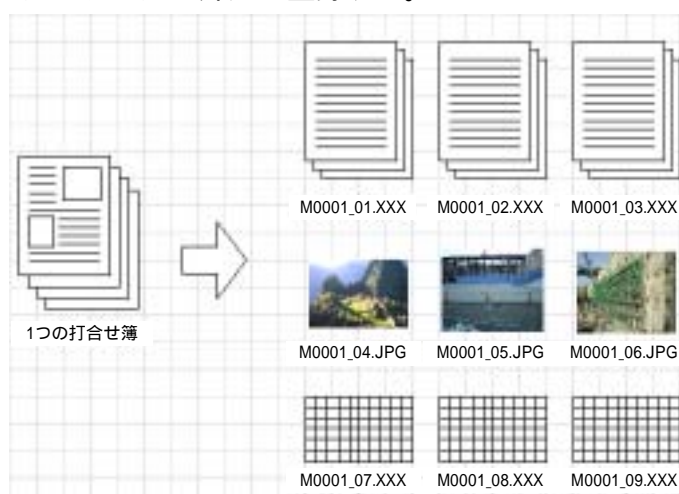 M0001_01.XXX M0001_02.XXX M0001_03.XXX
1つの打合せ簿
M0001_04.JPG M0001_05.JPG M0001_06.JPG
M0001_07.XXX M0001_08.XXX M0001_09.XXX